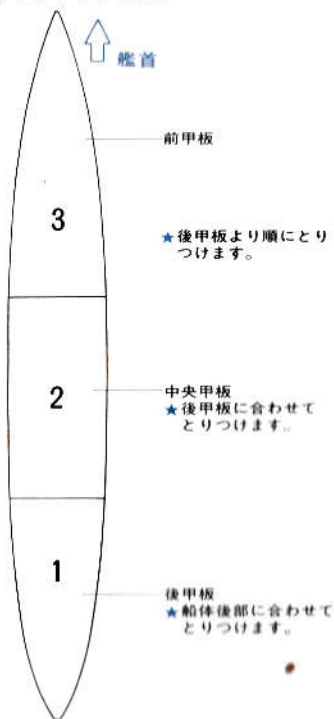 艦首
前甲板
3
★後甲板より順にとり
つけます。
2
中央甲板
★後甲板に合わせて
とりつけます。
1
後甲板
★船体後部に合わせて
とりつけます。